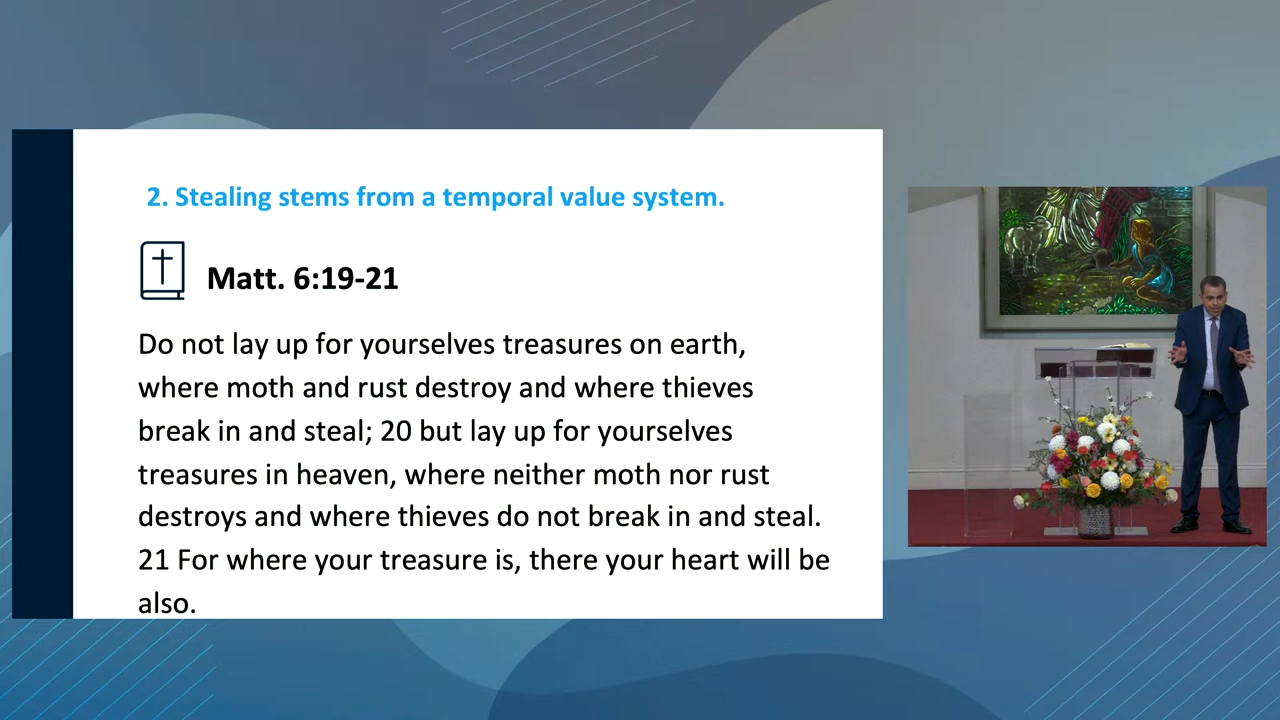 2. Stealing stems from a temporal value system.
Matt. 6:19-21
Do not lay up for yourselves treasures on earth,
where moth and rust destroy and where thieves
break in and steal; 20 but lay up for yourselves
treasures in heaven, where neither moth nor rust
destroys and where thieves do not break in and steal.
21 For where your treasure is, there your heart will be
also.